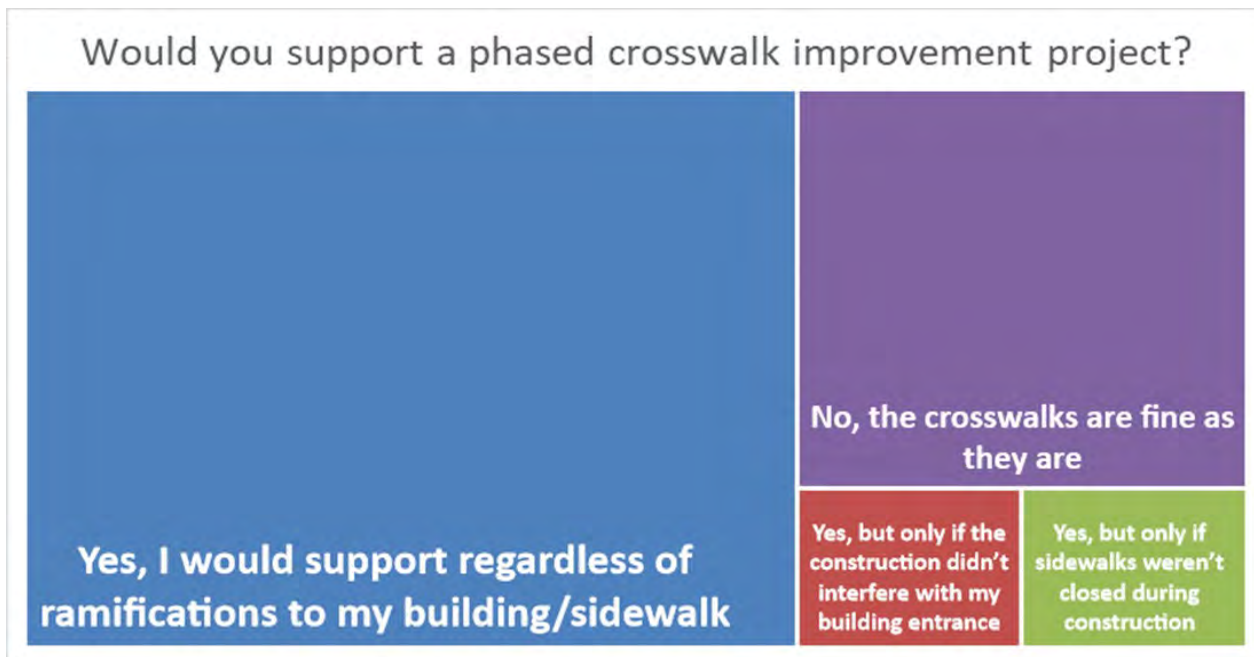 Would you support a phased crosswalk improvement project?
Yes, I would support regardless of
ramifications to my building/sidewalk
No, the crosswalks are fine as
they are
Yes, but only if the
construction didn't
interfere with my
building entrance
Yes, but only if
sidewalks weren't
closed during
construction